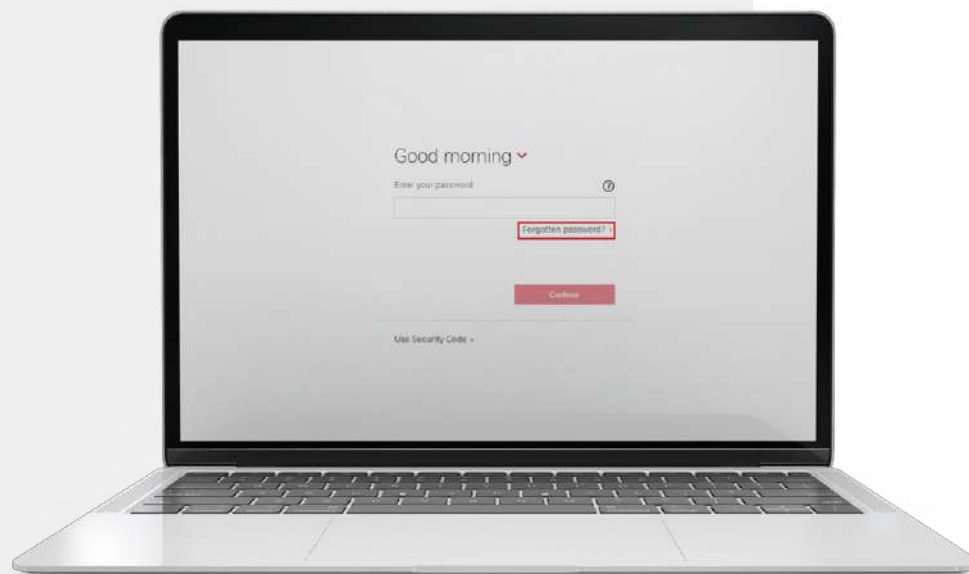 Good morning
Enter your password
Forgotten password? ›
Continue
Use Security Code ›